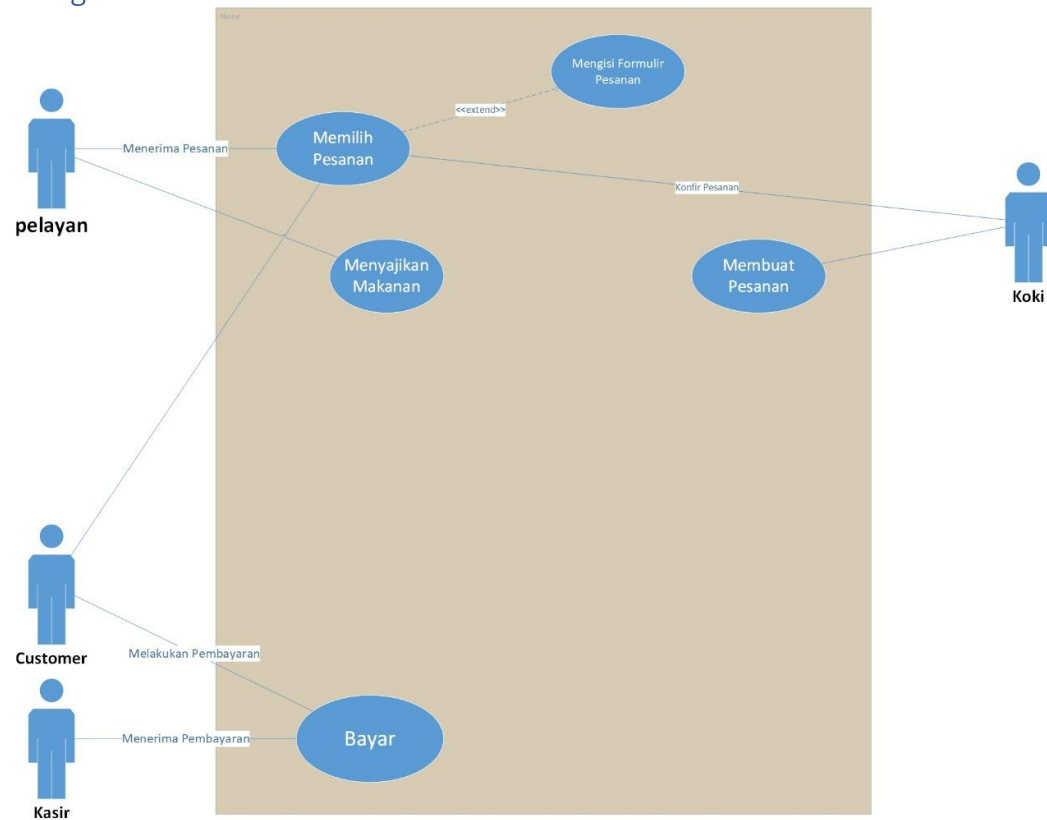 Name
Mengisi Formulir
Pesanan
<<extend>>
Memilih
Pesanan
Menerima Pesanan
Konfir Pesanan
pelayan
Menyajikan
Makanan
Membuat
Pesanan
Koki
Customer
Melakukan Pembayaran
Bayar
Menerima Pembayaran
Kasir